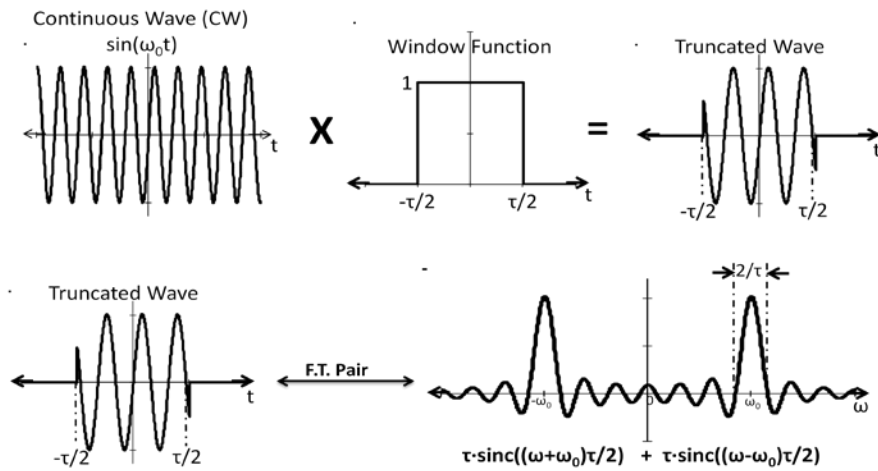 Continuous Wave (CW)
sin(ω₀t)
t
X
Window Function
1
-τ/2
τ/2
t
=
Truncated Wave
-τ/2
τ/2
t
Truncated Wave
-τ/2
τ/2
t
F.T. Pair
2/τ
-ω₀
0
ω₀
ω
τ·sinc((ω+ω₀)τ/2) + τ·sinc((ω-ω₀)τ/2)